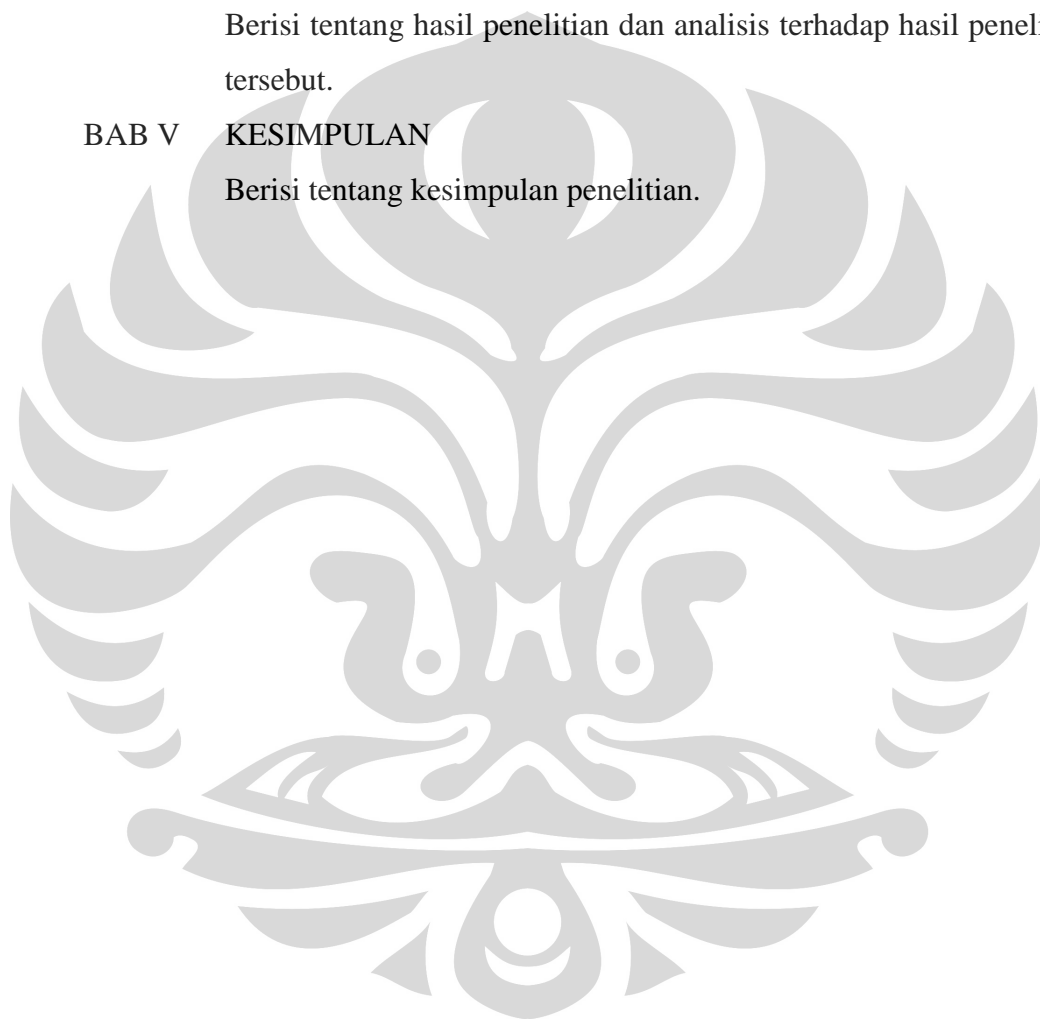 Berisi tentang hasil penelitian dan analisis terhadap hasil
tersebut.
BAB V KESIMPULAN
Berisi tentang kesimpulan penelitian.